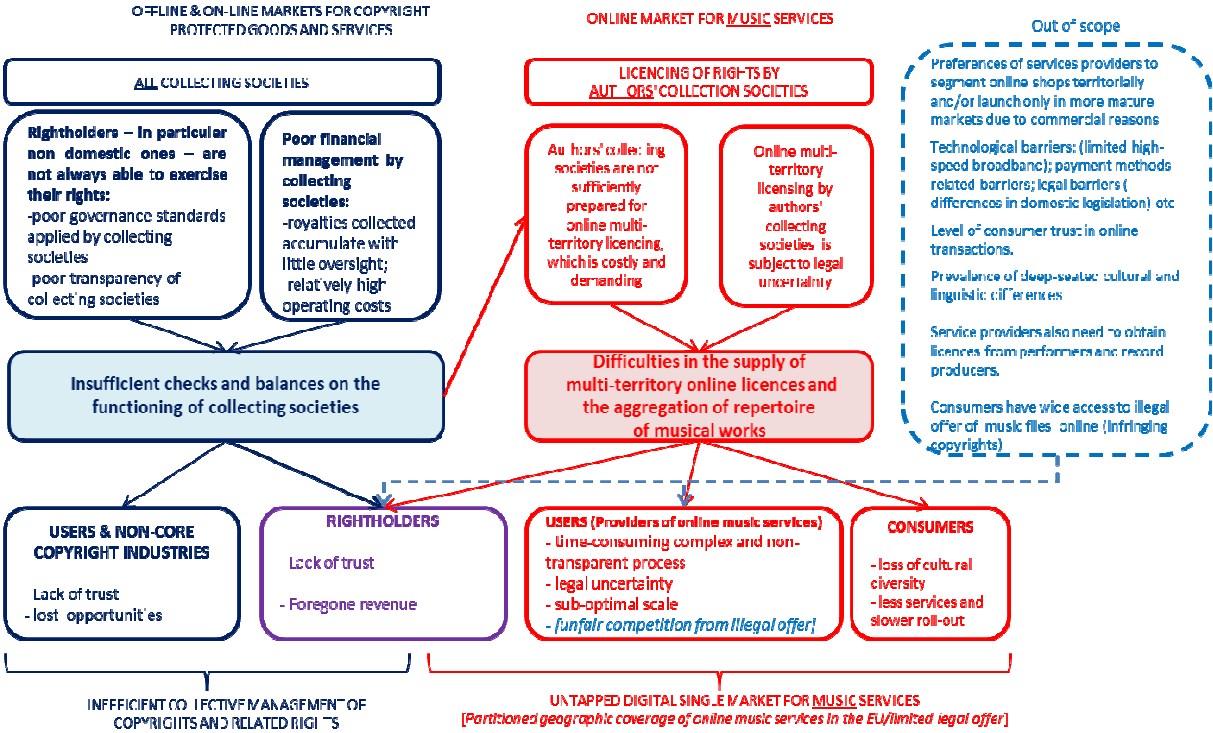 OFFLINE & ON-LINE MARKETS FOR COPYRIGHT
PROTECTED GOODS AND SERVICES
ALL COLLECTING SOCIETIES
Rightholders – in particular
non domestic ones – are
not always able to exercise
their rights:
-poor governance standards
applied by collecting
societies
poor transparency of
collecting societies
Poor financial
management by
collecting
societies:
-royalties collected
accumulate with
little oversight;
relatively high
operating costs
Insufficient checks and balances on the
functioning of collecting societies
ONLINE MARKET FOR MUSIC SERVICES
LICENCING OF RIGHTS BY
AUT ORS' COLLECTION SOCIETIES
Authors' collecting
societies are not
sufficiently
prepared for
online multi-
territory licencing,
which is costly and
demanding
Online multi-
territory
licensing by
authors'
collecting
societies is
subject to legal
uncertainty
Difficulties in the supply of
multi-territory online licences and
the aggregation of repertoire
of musical works
Out of scope
Preferences of services providers to
segment online shops territorially
and/or launch only in more mature
markets due to commercial reasons
Technological barriers: (limited high-
speed broadband); payment methods
related barriers; legal barriers (
differences in domestic legislation) etc
Level of consumer trust in online
transactions.
Prevalence of deep-seated cultural and
linguistic differences
Service providers also need to obtain
licences from performers and record
producers.
Consumers have wide access to illegal
offer of music files online (infringing
copyrights)
USERS & NON-CORE
COPYRIGHT INDUSTRIES
Lack of trust
- lost opportunities
RIGHTHOLDERS
Lack of trust
- Foregone revenue
USERS (Providers of online music services)
- time-consuming complex and non-
transparent process
- legal uncertainty
- sub-optimal scale
- [unfair competition from illegal offer]
CONSUMERS
- loss of cultural
diversity
- less services and
slower roll-out
INEFFICIENT COLLECTIVE MANAGEMENT OF
COPYRIGHTS AND RELATED RIGHTS
UNTAPPED DIGITAL SINGLE MARKET FOR MUSIC SERVICES
[Partitioned geographic coverage of online music services in the EU/limited legal offer]